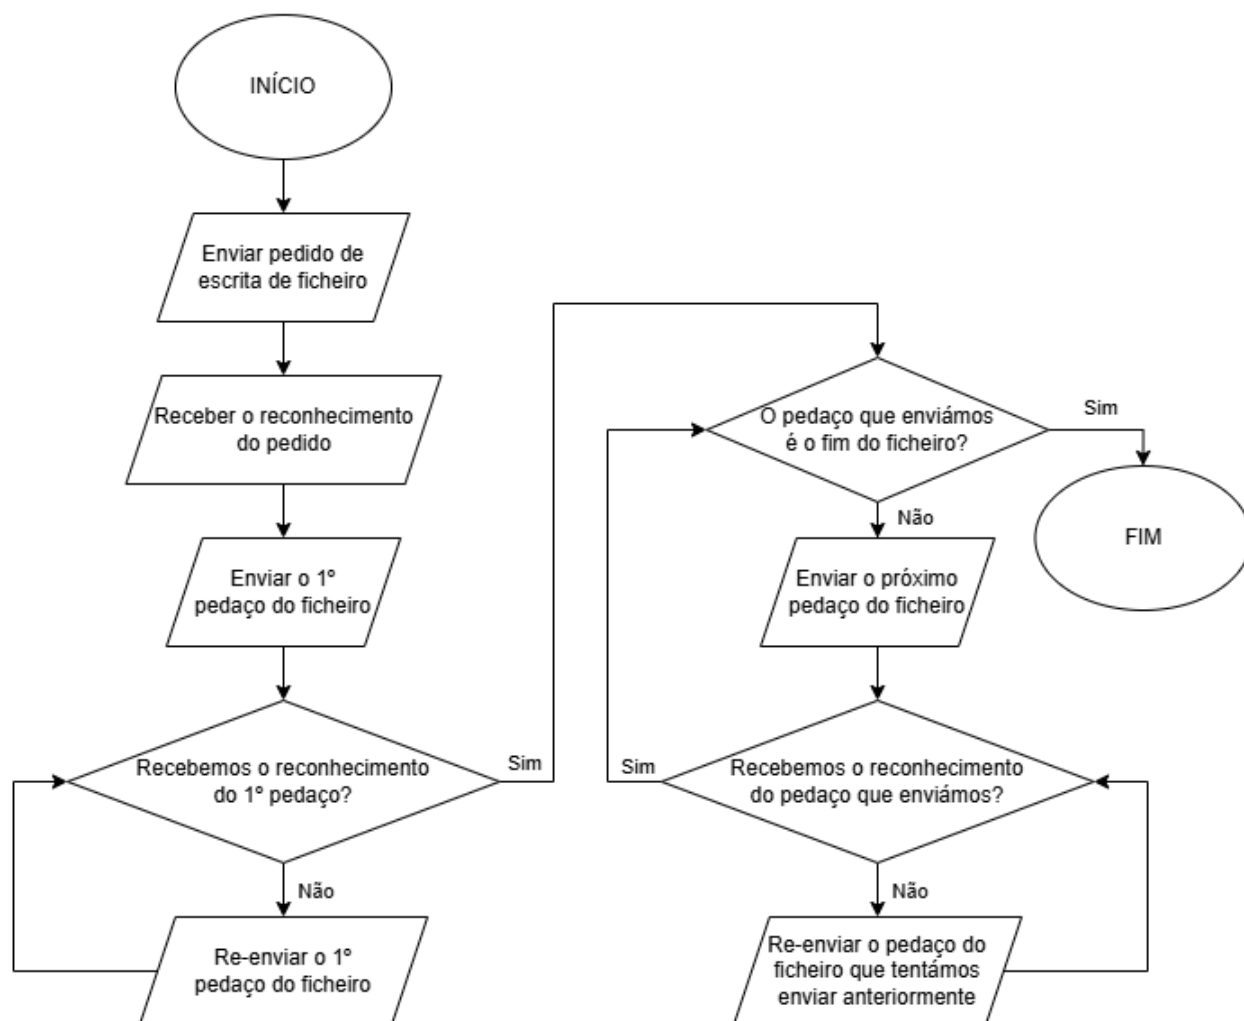 INÍCIO
Enviar pedido de
escrita de ficheiro
Receber o reconhecimento
do pedido
Enviar o 1º
pedaço do ficheiro
Recebemos o reconhecimento
do 1º pedaço?
Sim
Não
Re-enviar o 1º
pedaço do ficheiro
O pedaço que enviámos
é o fim do ficheiro?
Sim
FIM
Não
Enviar o próximo
pedaço do ficheiro
Recebemos o reconhecimento
do pedaço que enviámos?
Sim
Não
Re-enviar o pedaço do
ficheiro que tentámos
enviar anteriormente